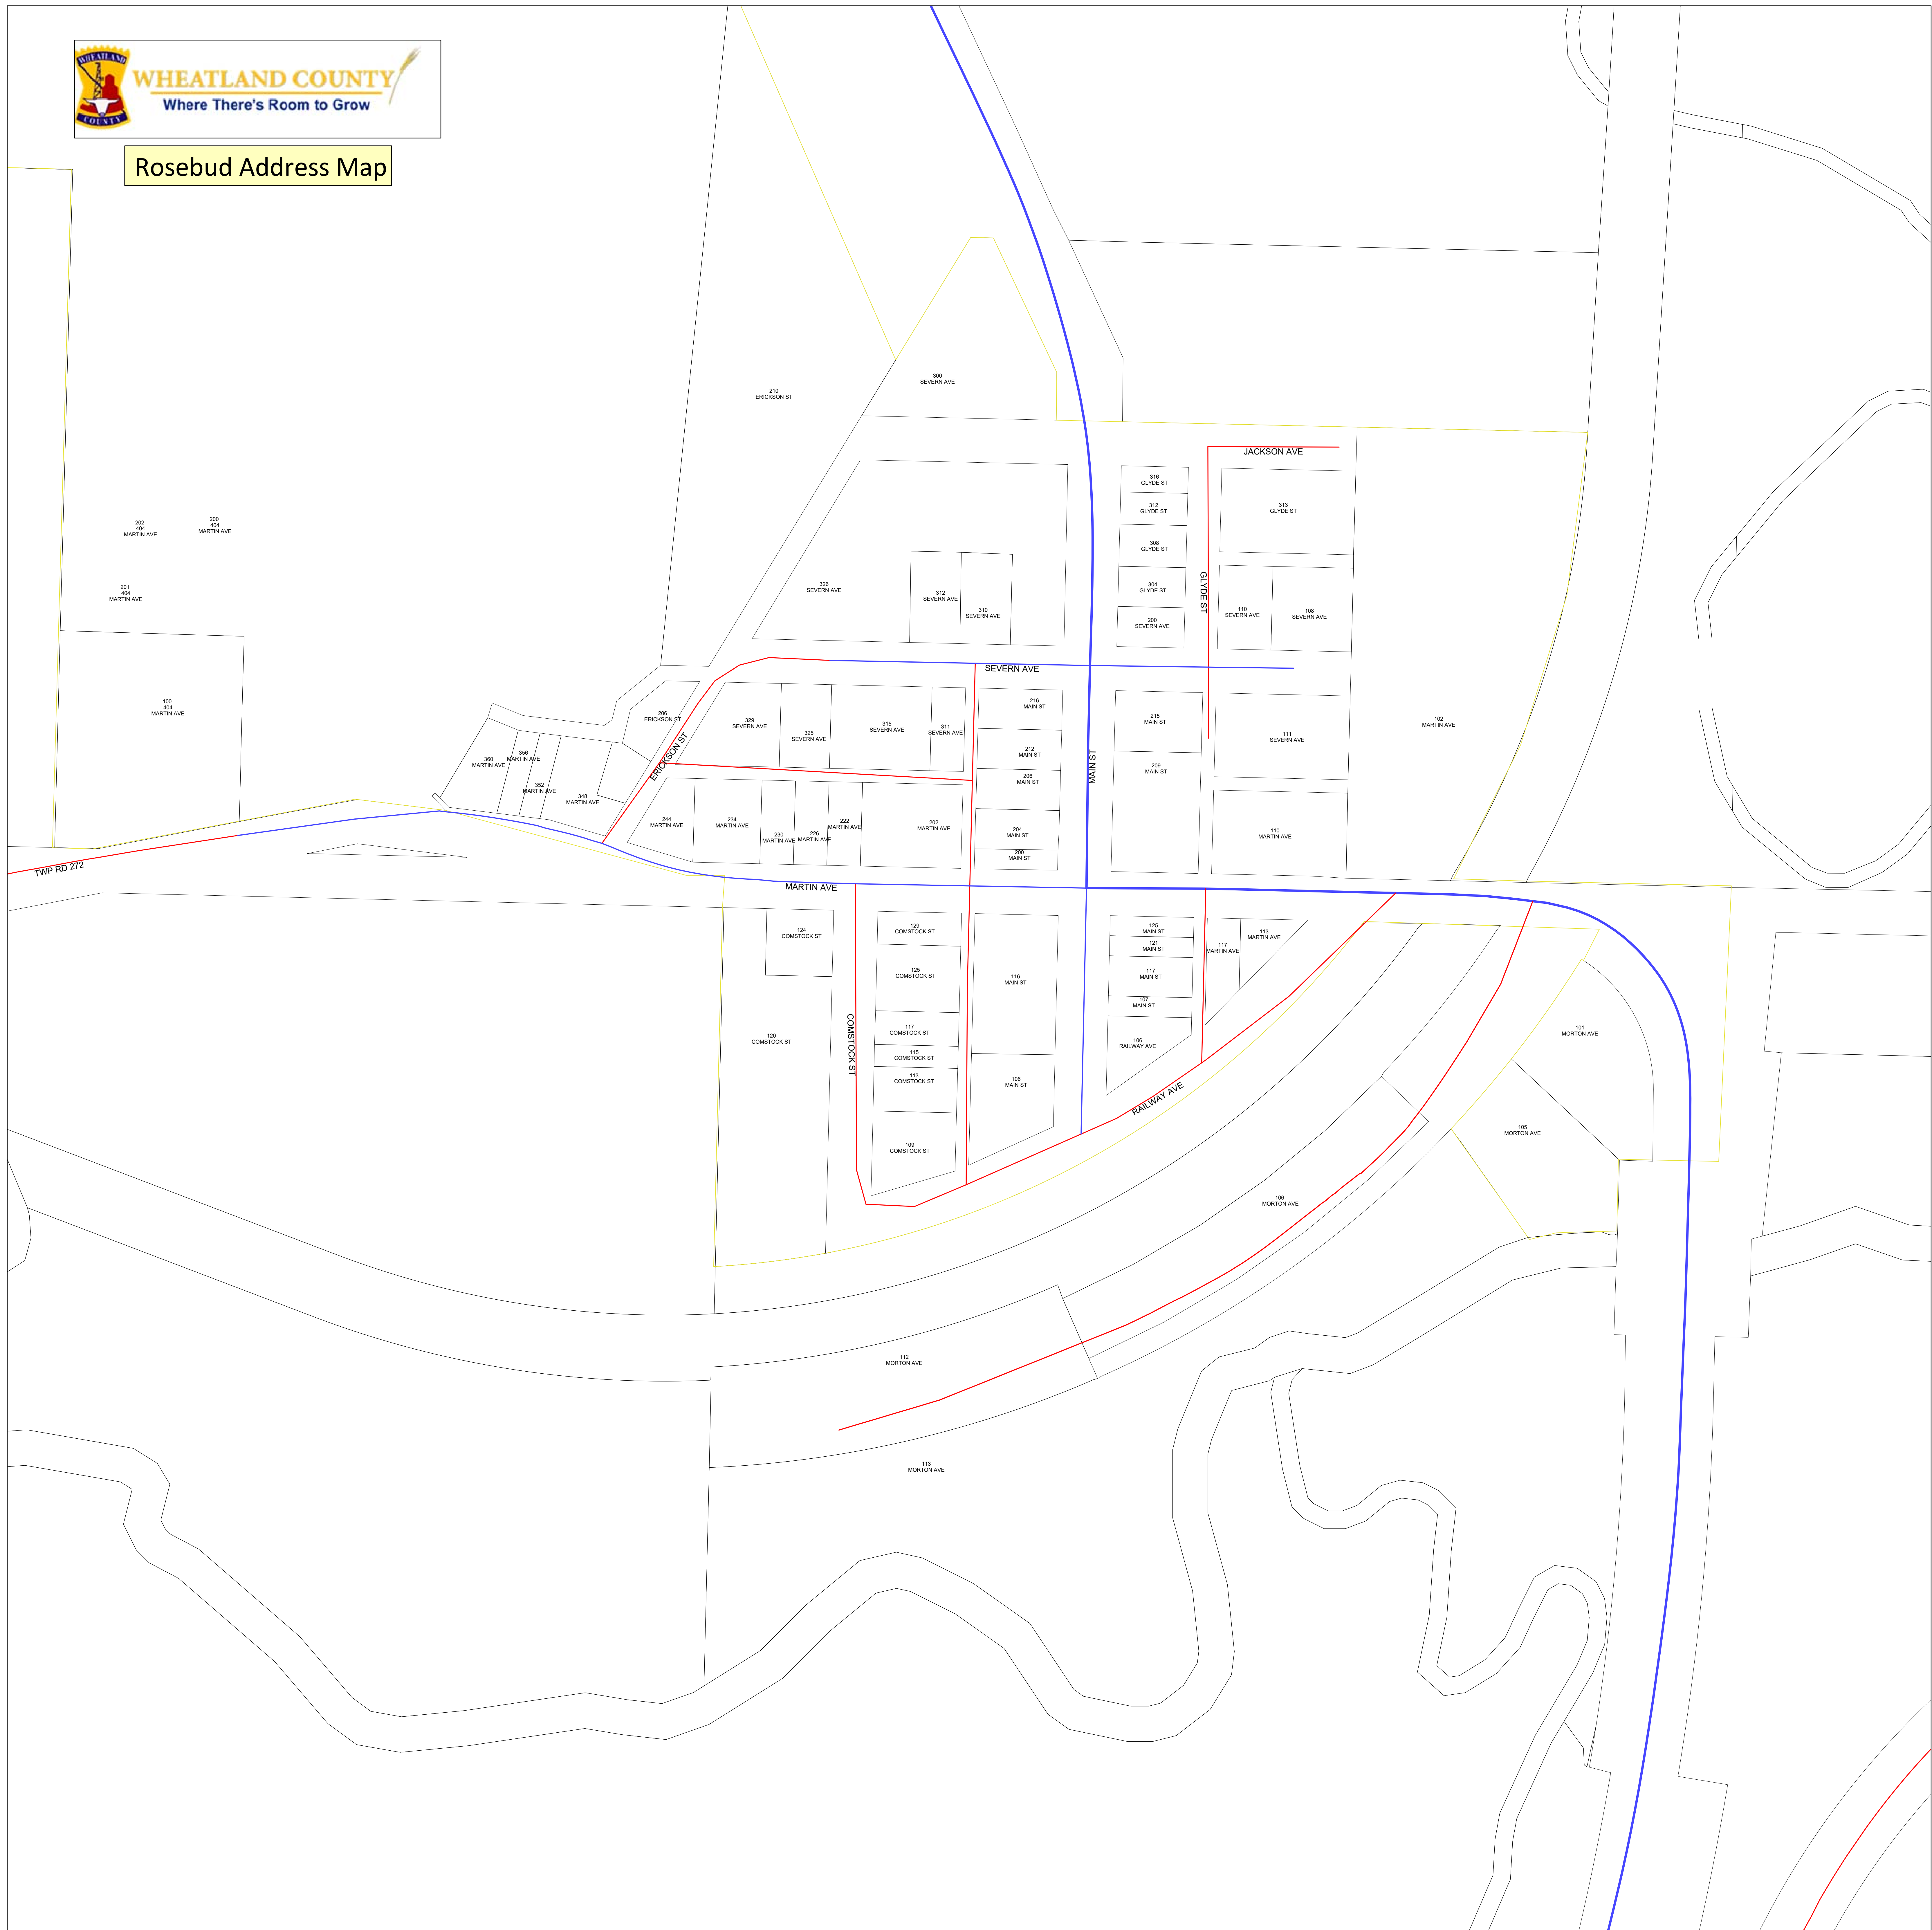 WHEATLAND
COUNTY
WHEATLAND COUNTY
Where There's Room to Grow
Rosebud Address Map
300
SEVERN AVE
210
ERICKSON ST
JACKSON AVE
316
GLYDE ST
312
GLYDE ST
308
GLYDE ST
304
GLYDE ST
200
SEVERN AVE
313
GLYDE ST
GLYDE ST
110
SEVERN AVE
108
SEVERN AVE
202
404
MARTIN AVE
200
404
MARTIN AVE
201
404
MARTIN AVE
326
SEVERN AVE
312
SEVERN AVE
310
SEVERN AVE
SEVERN AVE
100
404
MARTIN AVE
206
ERICKSON ST
ERICKSON ST
360
MARTIN AVE
356
MARTIN AVE
352
MARTIN AVE
348
MARTIN AVE
329
SEVERN AVE
325
SEVERN AVE
315
SEVERN AVE
311
SEVERN AVE
216
MAIN ST
212
MAIN ST
206
MAIN ST
204
MAIN ST
200
MAIN ST
MAIN ST
215
MAIN ST
209
MAIN ST
111
SEVERN AVE
110
MARTIN AVE
102
MARTIN AVE
244
MARTIN AVE
234
MARTIN AVE
230
MARTIN AVE
226
MARTIN AVE
222
MARTIN AVE
202
MARTIN AVE
TWP RD 272
MARTIN AVE
124
COMSTOCK ST
120
COMSTOCK ST
COMSTOCK ST
129
COMSTOCK ST
125
COMSTOCK ST
117
COMSTOCK ST
115
COMSTOCK ST
113
COMSTOCK ST
109
COMSTOCK ST
116
MAIN ST
106
MAIN ST
125
MAIN ST
121
MAIN ST
117
MAIN ST
107
MAIN ST
106
RAILWAY AVE
117
MARTIN AVE
113
MARTIN AVE
RAILWAY AVE
101
MORTON AVE
105
MORTON AVE
106
MORTON AVE
112
MORTON AVE
113
MORTON AVE